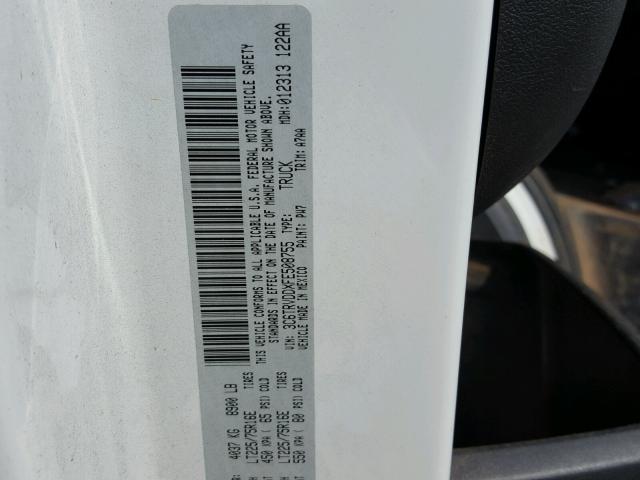 4037 KG 8900 LB
LT225/75R16E TIRES
450 KPA ( 65 PSI) COLD
LT225/75R16E TIRES
550 KPA ( 80 PSI) COLD
THIS VEHICLE CONFORMS TO ALL APPLICABLE U.S.A. FEDERAL MOTOR VEHICLE SAFETY
STANDARDS IN EFFECT ON THE DATE OF MANUFACTURE SHOWN ABOVE.
VIN: 3C6TRVDDXFE508755 TYPE: TRUCK MDH:012313 122AA
VEHICLE MADE IN MEXICO PAINT: PW7 TRIM: A7AA